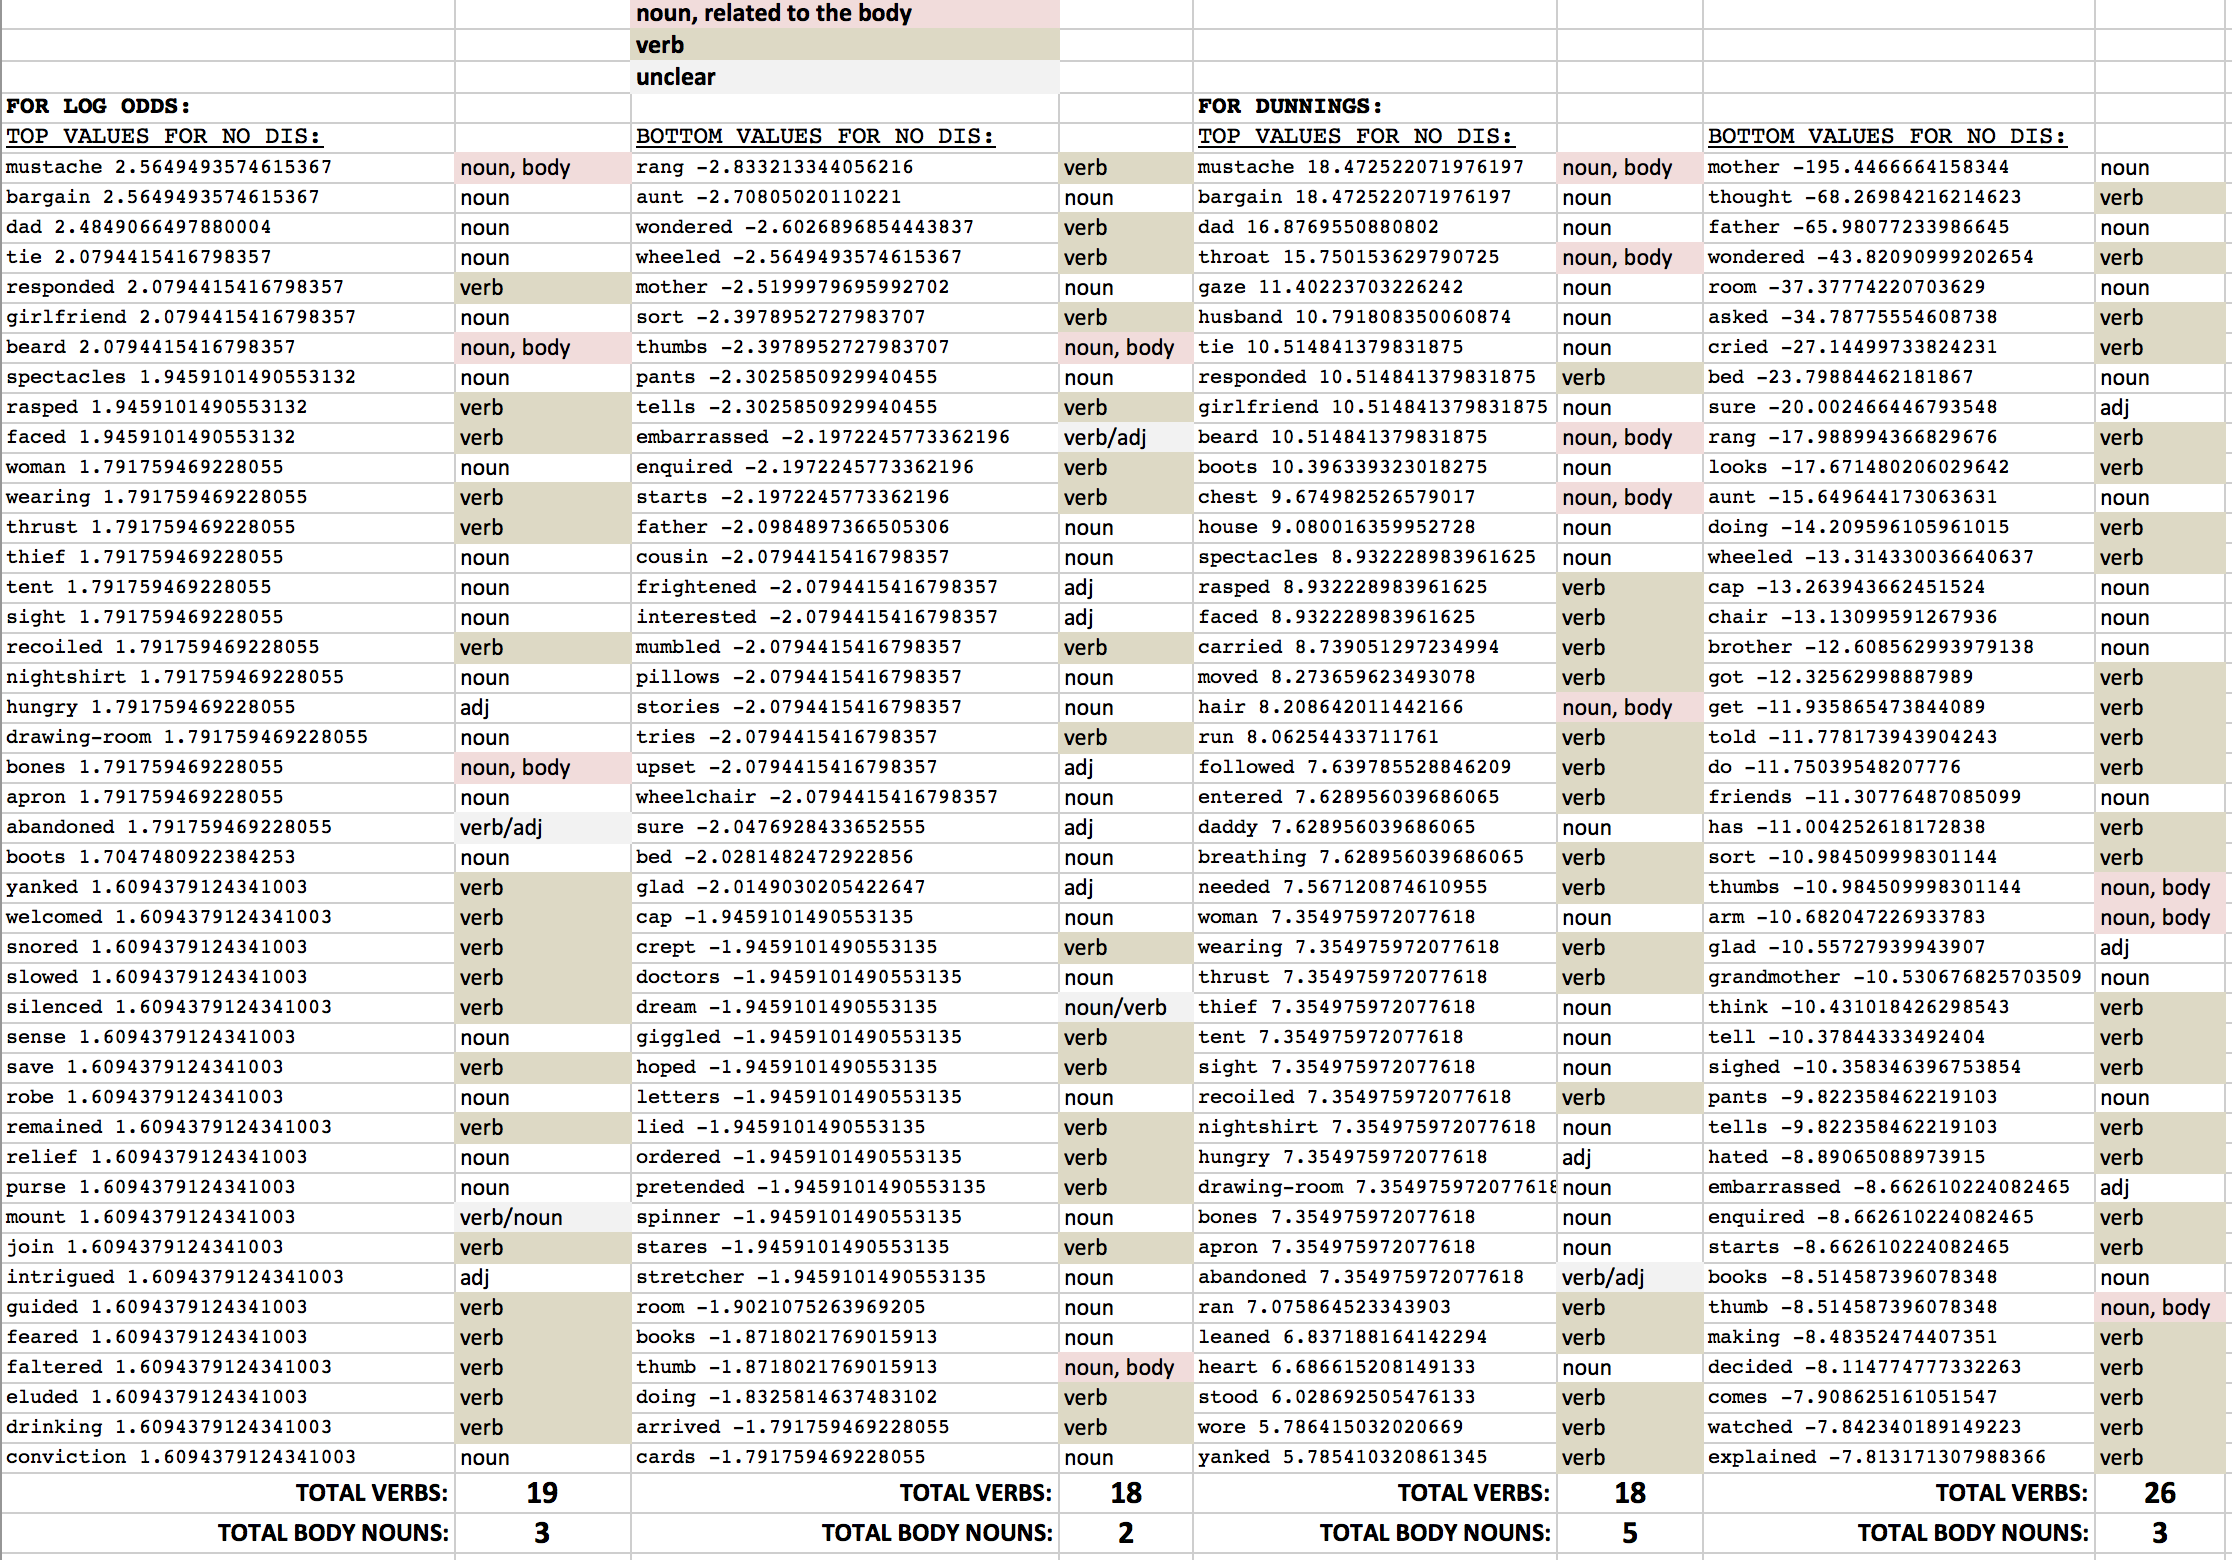 noun, related to the body
verb
unclear
FOR LOG ODDS: FOR DUNNINGS:
TOP VALUES FOR NO DIS: BOTTOM VALUES FOR NO DIS: TOP VALUES FOR NO DIS: BOTTOM VALUES FOR NO DIS:
mustache 2.5649493574615367 noun, body rang -2.833213344056216 verb mustache 18.472522071976197 noun, body mother -195.4466664158344 noun
bargain 2.5649493574615367 noun aunt -2.70805020110221 noun bargain 18.472522071976197 noun thought -68.26984216214623 verb
dad 2.4849066497880004 noun wondered -2.6026896854443837 verb dad 16.8769550880802 noun father -65.98077233986645 noun
tie 2.0794415416798357 noun wheeled -2.5649493574615367 verb throat 15.750153629790725 noun, body wondered -43.82090999202654 verb
responded 2.0794415416798357 verb mother -2.5199979695992702 noun gaze 11.40223703226242 noun room -37.37774220703629 noun
girlfriend 2.0794415416798357 noun sort -2.3978952727983707 verb husband 10.791808350060874 noun asked -34.78775554608738 verb
beard 2.0794415416798357 noun, body thumbs -2.3978952727983707 noun, body tie 10.514841379831875 noun cried -27.14499733824231 verb
spectacles 1.9459101490553132 noun pants -2.3025850929940455 noun responded 10.514841379831875 verb bed -23.79884462181867 noun
rasped 1.9459101490553132 verb tells -2.3025850929940455 verb girlfriend 10.514841379831875 noun sure -20.002466446793548 adj
faced 1.9459101490553132 verb embarrassed -2.1972245773362196 verb/adj beard 10.514841379831875 noun, body rang -17.988994366829676 verb
woman 1.791759469228055 noun enquired -2.1972245773362196 verb boots 10.396339323018275 noun looks -17.671480206029642 verb
wearing 1.791759469228055 verb starts -2.1972245773362196 verb chest 9.674982526579017 noun, body aunt -15.649644173063631 noun
thrust 1.791759469228055 verb father -2.0984897366505306 noun house 9.080016359952728 noun doing -14.209596105961015 verb
thief 1.791759469228055 noun cousin -2.0794415416798357 noun spectacles 8.932228983961625 noun wheeled -13.314330036640637 verb
tent 1.791759469228055 noun frightened -2.0794415416798357 adj rasped 8.932228983961625 verb cap -13.263943662451524 noun
sight 1.791759469228055 noun interested -2.0794415416798357 adj faced 8.932228983961625 verb chair -13.13099591267936 noun
recoiled 1.791759469228055 verb mumbled -2.0794415416798357 verb carried 8.739051297234994 verb brother -12.608562993979138 noun
nightshirt 1.791759469228055 noun pillows -2.0794415416798357 noun moved 8.273659623493078 verb got -12.32562998887989 verb
hungry 1.791759469228055 adj stories -2.0794415416798357 noun hair 8.208642011442166 noun, body get -11.935865473844089 verb
drawing-room 1.791759469228055 noun tries -2.0794415416798357 verb run 8.06254433711761 verb told -11.778173943904243 verb
bones 1.791759469228055 noun, body upset -2.0794415416798357 adj followed 7.639785528846209 verb do -11.75039548207776 verb
apron 1.791759469228055 noun wheelchair -2.0794415416798357 noun entered 7.628956039686065 verb friends -11.30776487085099 noun
abandoned 1.791759469228055 verb/adj sure -2.0476928433652555 adj daddy 7.628956039686065 noun has -11.004252618172838 verb
boots 1.7047480922384253 noun bed -2.0281482472922856 noun breathing 7.628956039686065 verb sort -10.984509998301144 verb
yanked 1.6094379124341003 verb glad -2.0149030205422647 adj needed 7.567120874610955 verb thumbs -10.984509998301144 noun, body
welcomed 1.6094379124341003 verb cap -1.9459101490553135 noun woman 7.354975972077618 noun arm -10.682047226933783 noun, body
snored 1.6094379124341003 verb crept -1.9459101490553135 verb wearing 7.354975972077618 verb glad -10.55727939943907 adj
slowed 1.6094379124341003 verb doctors -1.9459101490553135 noun thrust 7.354975972077618 verb grandmother -10.530676825703509 noun
silenced 1.6094379124341003 verb dream -1.9459101490553135 noun/verb thief 7.354975972077618 noun think -10.431018426298543 verb
sense 1.6094379124341003 noun giggled -1.9459101490553135 verb tent 7.354975972077618 noun tell -10.37844333492404 verb
save 1.6094379124341003 verb hoped -1.9459101490553135 verb sight 7.354975972077618 noun sighed -10.358346396753854 verb
robe 1.6094379124341003 noun letters -1.9459101490553135 noun recoiled 7.354975972077618 verb pants -9.822358462219103 noun
remained 1.6094379124341003 verb lied -1.9459101490553135 verb nightshirt 7.354975972077618 noun tells -9.822358462219103 verb
relief 1.6094379124341003 noun ordered -1.9459101490553135 verb hungry 7.354975972077618 adj hated -8.89065088973915 verb
purse 1.6094379124341003 noun pretended -1.9459101490553135 verb drawing-room 7.354975972077618 noun embarrassed -8.662610224082465 adj
mount 1.6094379124341003 verb/noun spinner -1.9459101490553135 noun bones 7.354975972077618 noun enquired -8.662610224082465 verb
join 1.6094379124341003 verb stares -1.9459101490553135 verb apron 7.354975972077618 noun starts -8.662610224082465 verb
intrigued 1.6094379124341003 adj stretcher -1.9459101490553135 noun abandoned 7.354975972077618 verb/adj books -8.514587396078348 noun
guided 1.6094379124341003 verb room -1.9021075263969205 noun ran 7.075864523343903 verb thumb -8.514587396078348 noun, body
feared 1.6094379124341003 verb books -1.8718021769015913 noun leaned 6.837188164142294 verb making -8.48352474407351 verb
faltered 1.6094379124341003 verb thumb -1.8718021769015913 noun, body heart 6.686615208149133 noun decided -8.114774777332263 verb
eluded 1.6094379124341003 verb doing -1.8325814637483102 verb stood 6.028692505476133 verb comes -7.908625161051547 verb
drinking 1.6094379124341003 verb arrived -1.791759469228055 verb wore 5.786415032020669 verb watched -7.842340189149223 verb
conviction 1.6094379124341003 noun cards -1.791759469228055 noun yanked 5.785410320861345 verb explained -7.813171307988366 verb
TOTAL VERBS: 19 TOTAL VERBS: 18 TOTAL VERBS: 18 TOTAL VERBS: 26
TOTAL BODY NOUNS: 3 TOTAL BODY NOUNS: 2 TOTAL BODY NOUNS: 5 TOTAL BODY NOUNS: 3